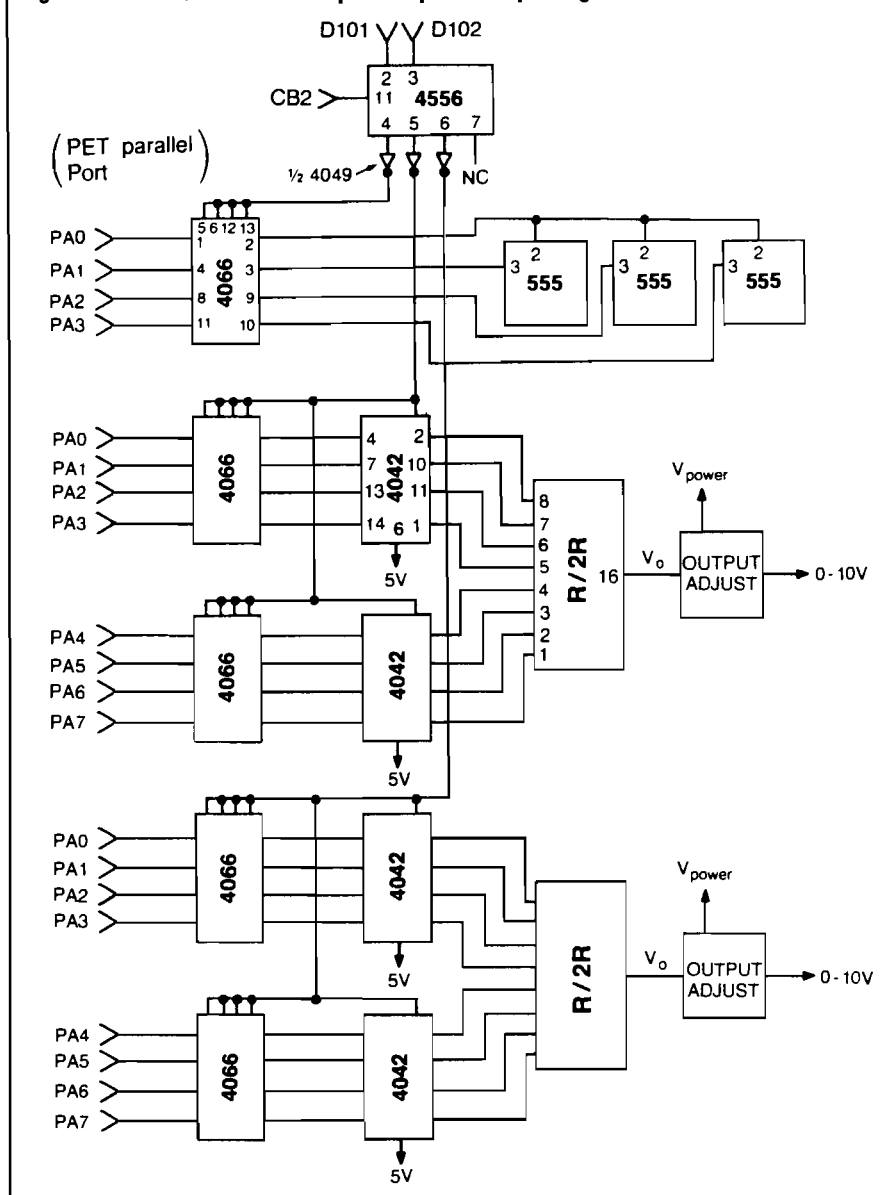 D101 D102
2 3
CB2 11 4556
4 5 6 7
(PET parallel
Port)
½ 4049
NC
5 6 12 13
PA0 1 2
PA1 4 3
PA2 8 9
PA3 11 10
4066
2
3 555
2
3 555
2
3 555
PA0 4 2
PA1 7 10
PA2 13 11
PA3 14 6 1
4066
4042
5V
PA4
PA5
PA6
PA7
4066
4042
5V
8
7
6
5
4
3
2
1
R/2R
16
Vo
Vpower
OUTPUT
ADJUST
0-10V
PA0
PA1
PA2
PA3
4066
4042
5V
PA4
PA5
PA6
PA7
4066
4042
5V
R/2R
Vo
Vpower
OUTPUT
ADJUST
0-10V